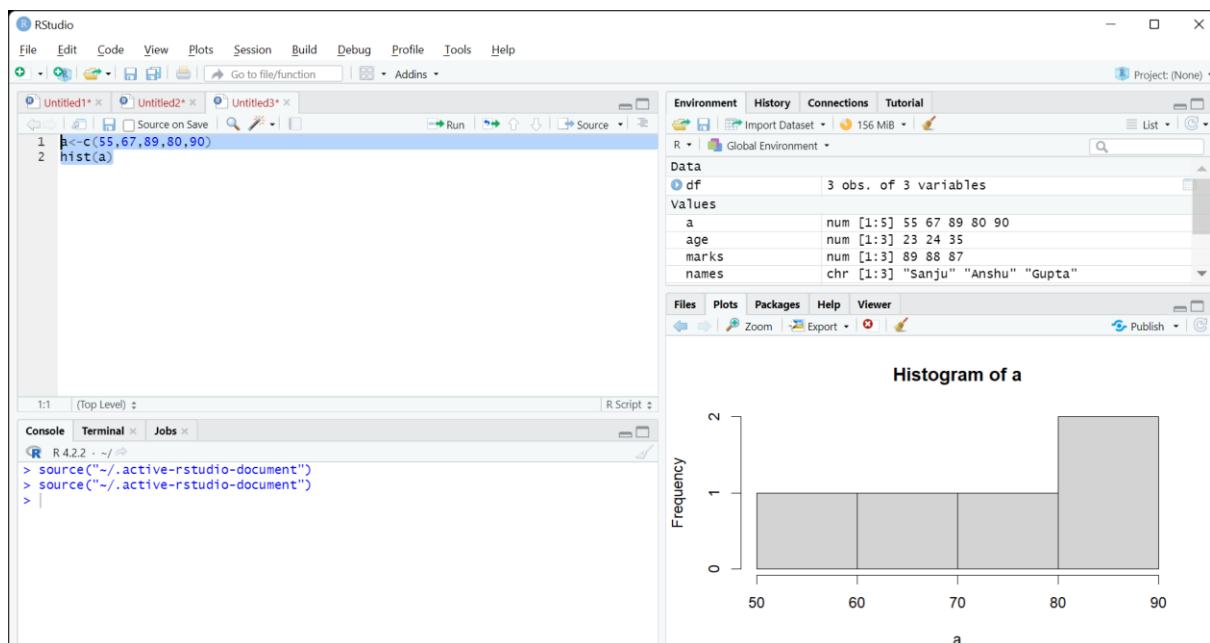 RStudio
File Edit Code View Plots Session Build Debug Profile Tools Help
Go to file/function Addins Project: (None)
Untitled1* Untitled2* Untitled3*
Source on Save Run Source
1 a<-c(55,67,89,80,90)
2 hist(a)
1:1 (Top Level) R Script
Console Terminal Jobs
R 4.2.2 · ~/
> source("~/.active-rstudio-document")
> source("~/.active-rstudio-document")
>
Environment History Connections Tutorial
Import Dataset 156 MiB List
R Global Environment
Data
df 3 obs. of 3 variables
Values
a num [1:5] 55 67 89 80 90
age num [1:3] 23 24 35
marks num [1:3] 89 88 87
names chr [1:3] "Sanju" "Anshu" "Gupta"
Files Plots Packages Help Viewer
Zoom Export Publish
Histogram of a
Frequency
2
1
0
50 60 70 80 90
a